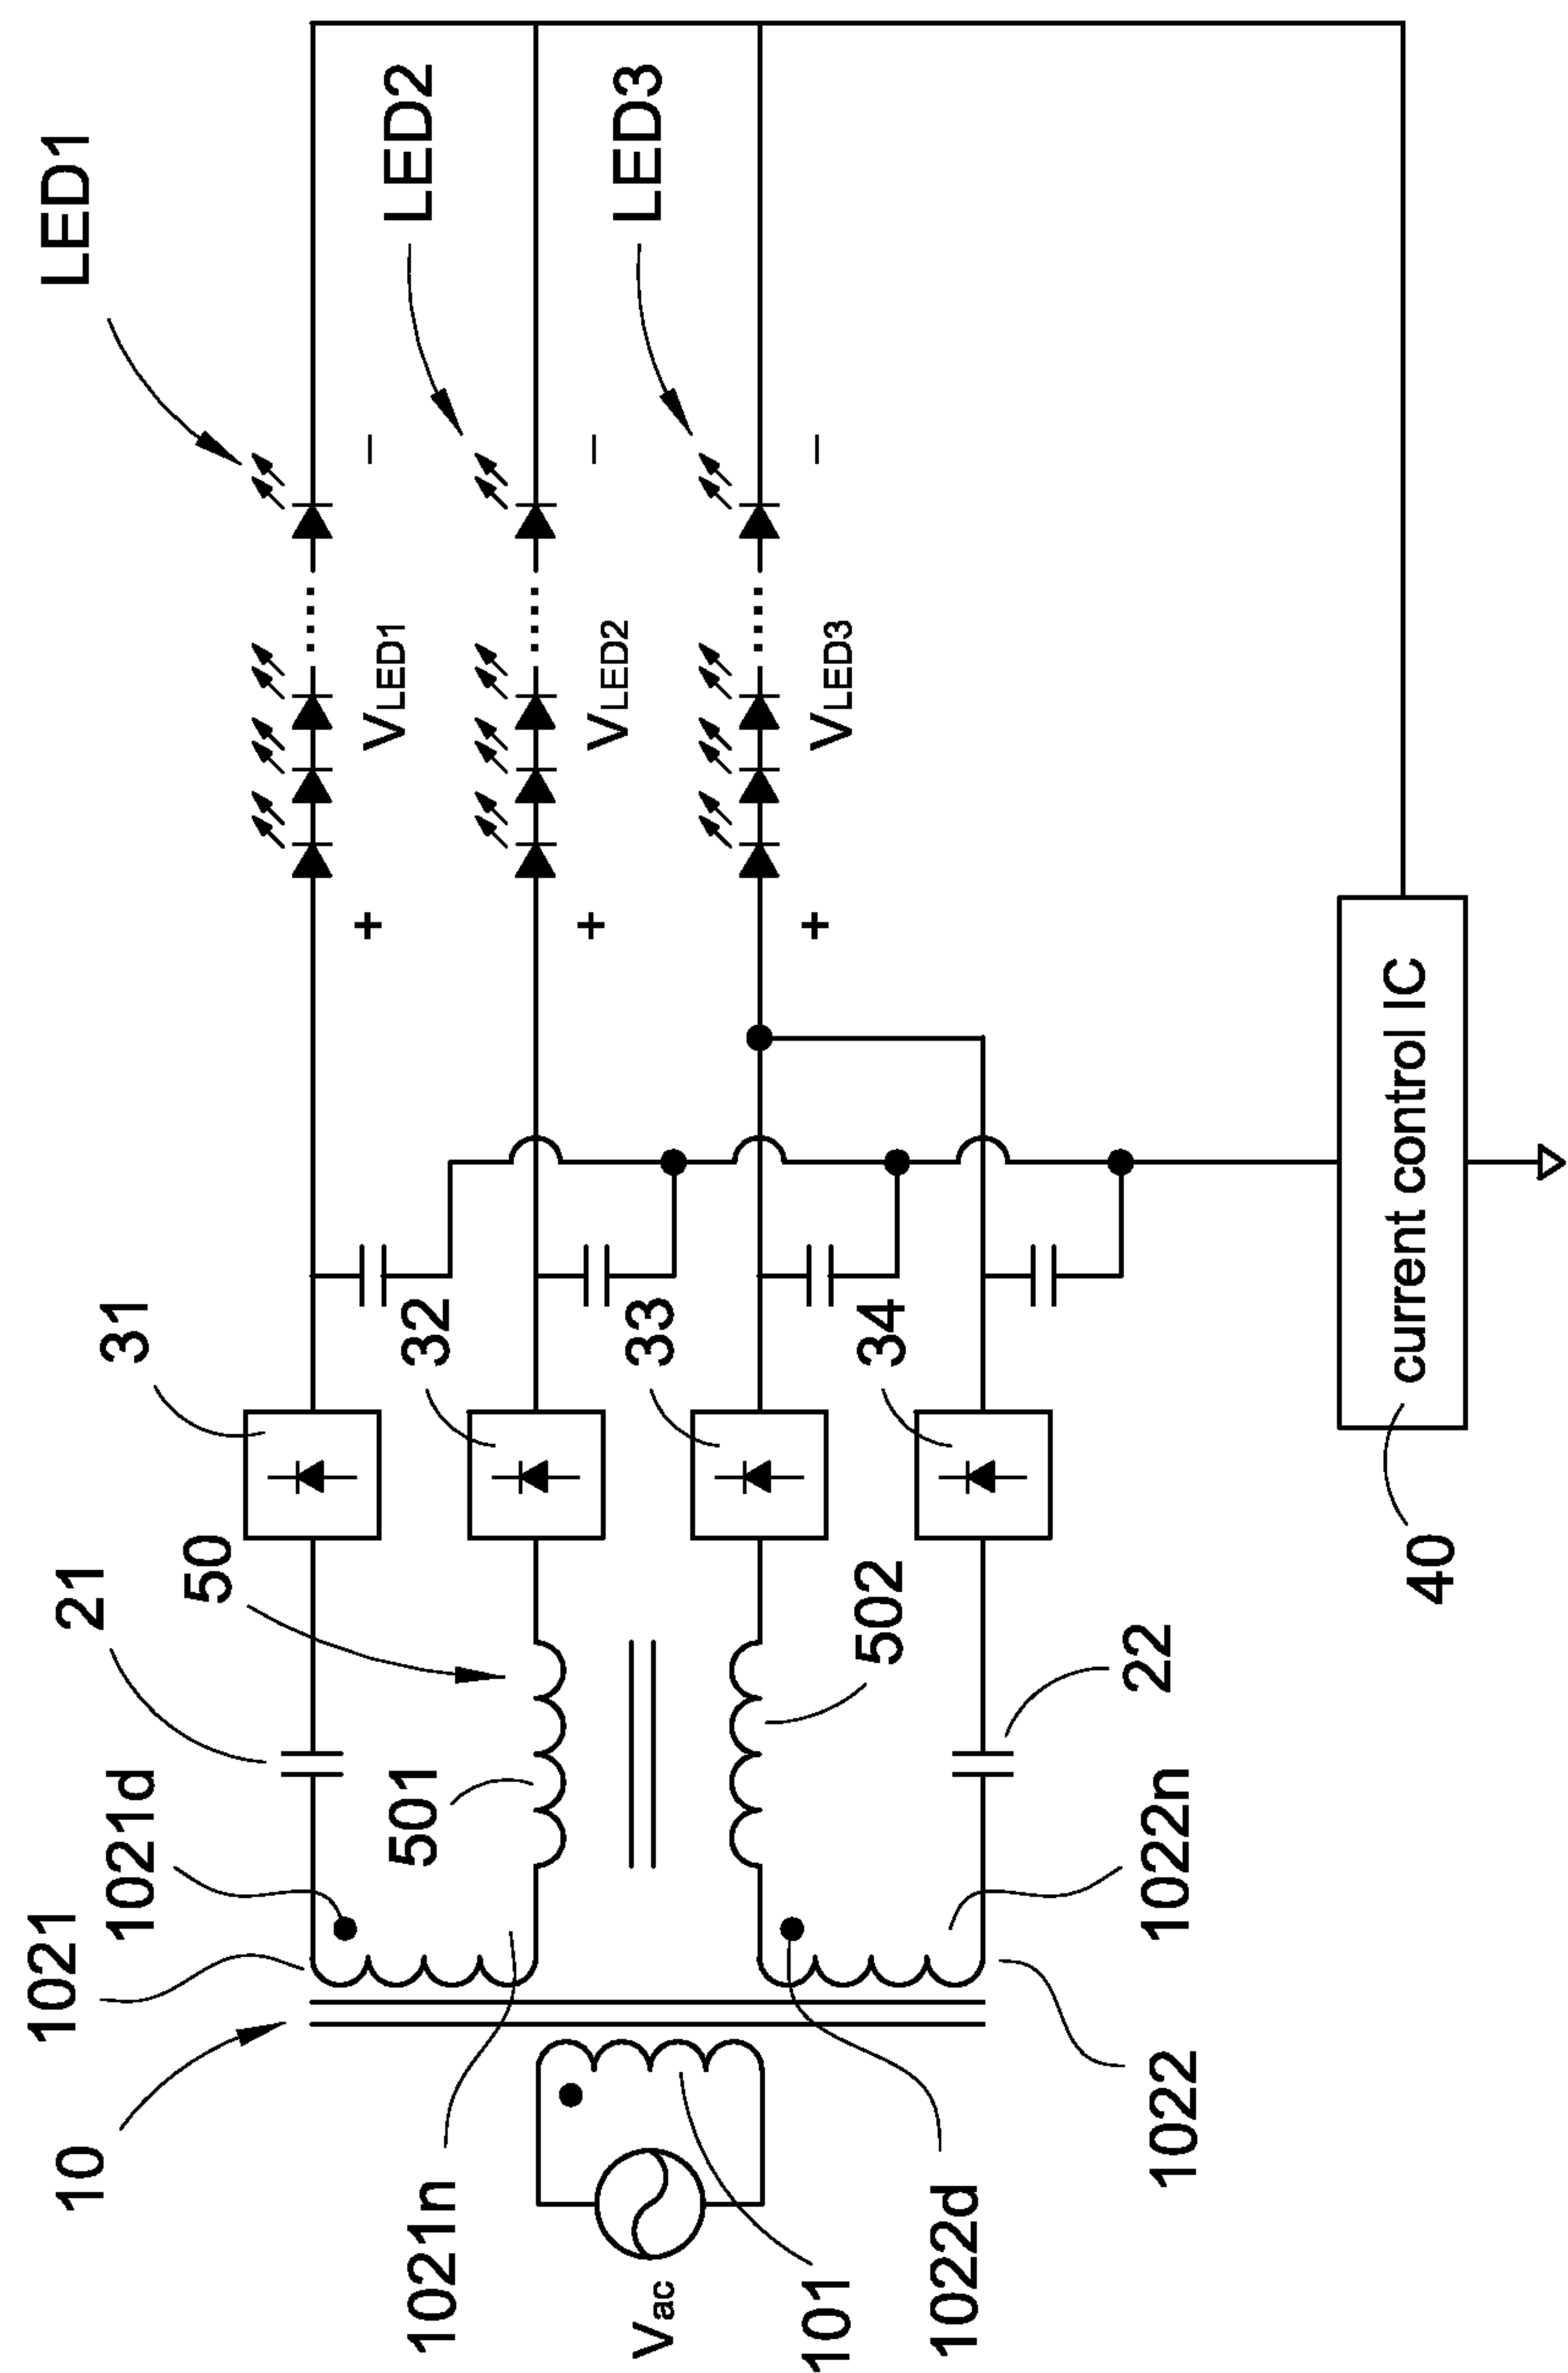 LED1
LED2
LED3
−
−
−
V_LED1
V_LED2
V_LED3
+
+
+
31
32
33
34
current control IC
40
21
50
502
22
1021d
501
1022n
1021
10
1021n
Vac
101
1022d
1022